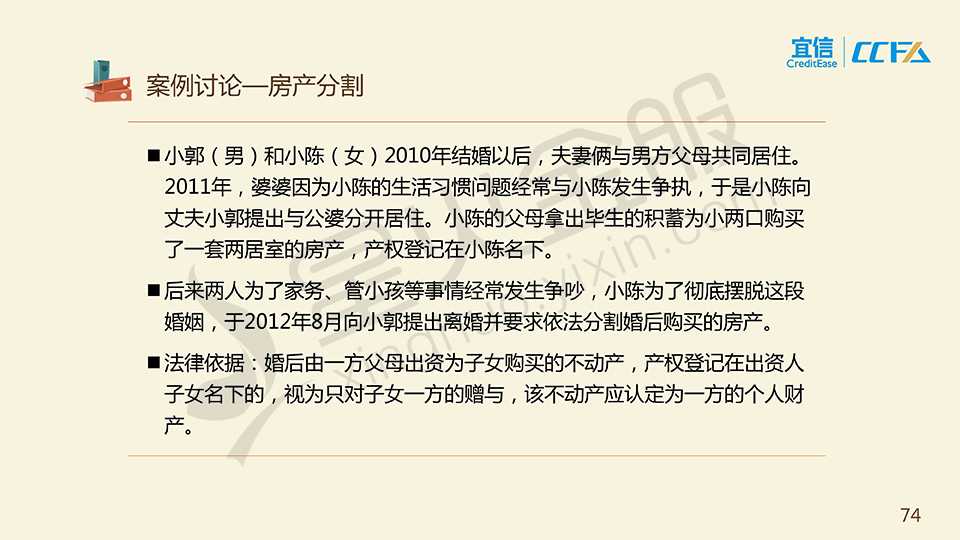 宜信
CreditEase
CCFA
案例讨论—房产分割
■小郭（男）和小陈（女）2010年结婚以后，夫妻俩与男方父母共同居住。
2011年，婆婆因为小陈的生活习惯问题经常与小陈发生争执，于是小陈向
丈夫小郭提出与公婆分开居住。小陈的父母拿出毕生的积蓄为小两口购买
了一套两居室的房产，产权登记在小陈名下。
■后来两人为了家务、管小孩等事情经常发生争吵，小陈为了彻底摆脱这段
婚姻，于2012年8月向小郭提出离婚并要求依法分割婚后购买的房产。
■法律依据：婚后由一方父母出资为子女购买的不动产，产权登记在出资人
子女名下的，视为只对子女一方的赠与，该不动产应认定为一方的个人财
产。
星火金服
xinghuo.yixin.com
74